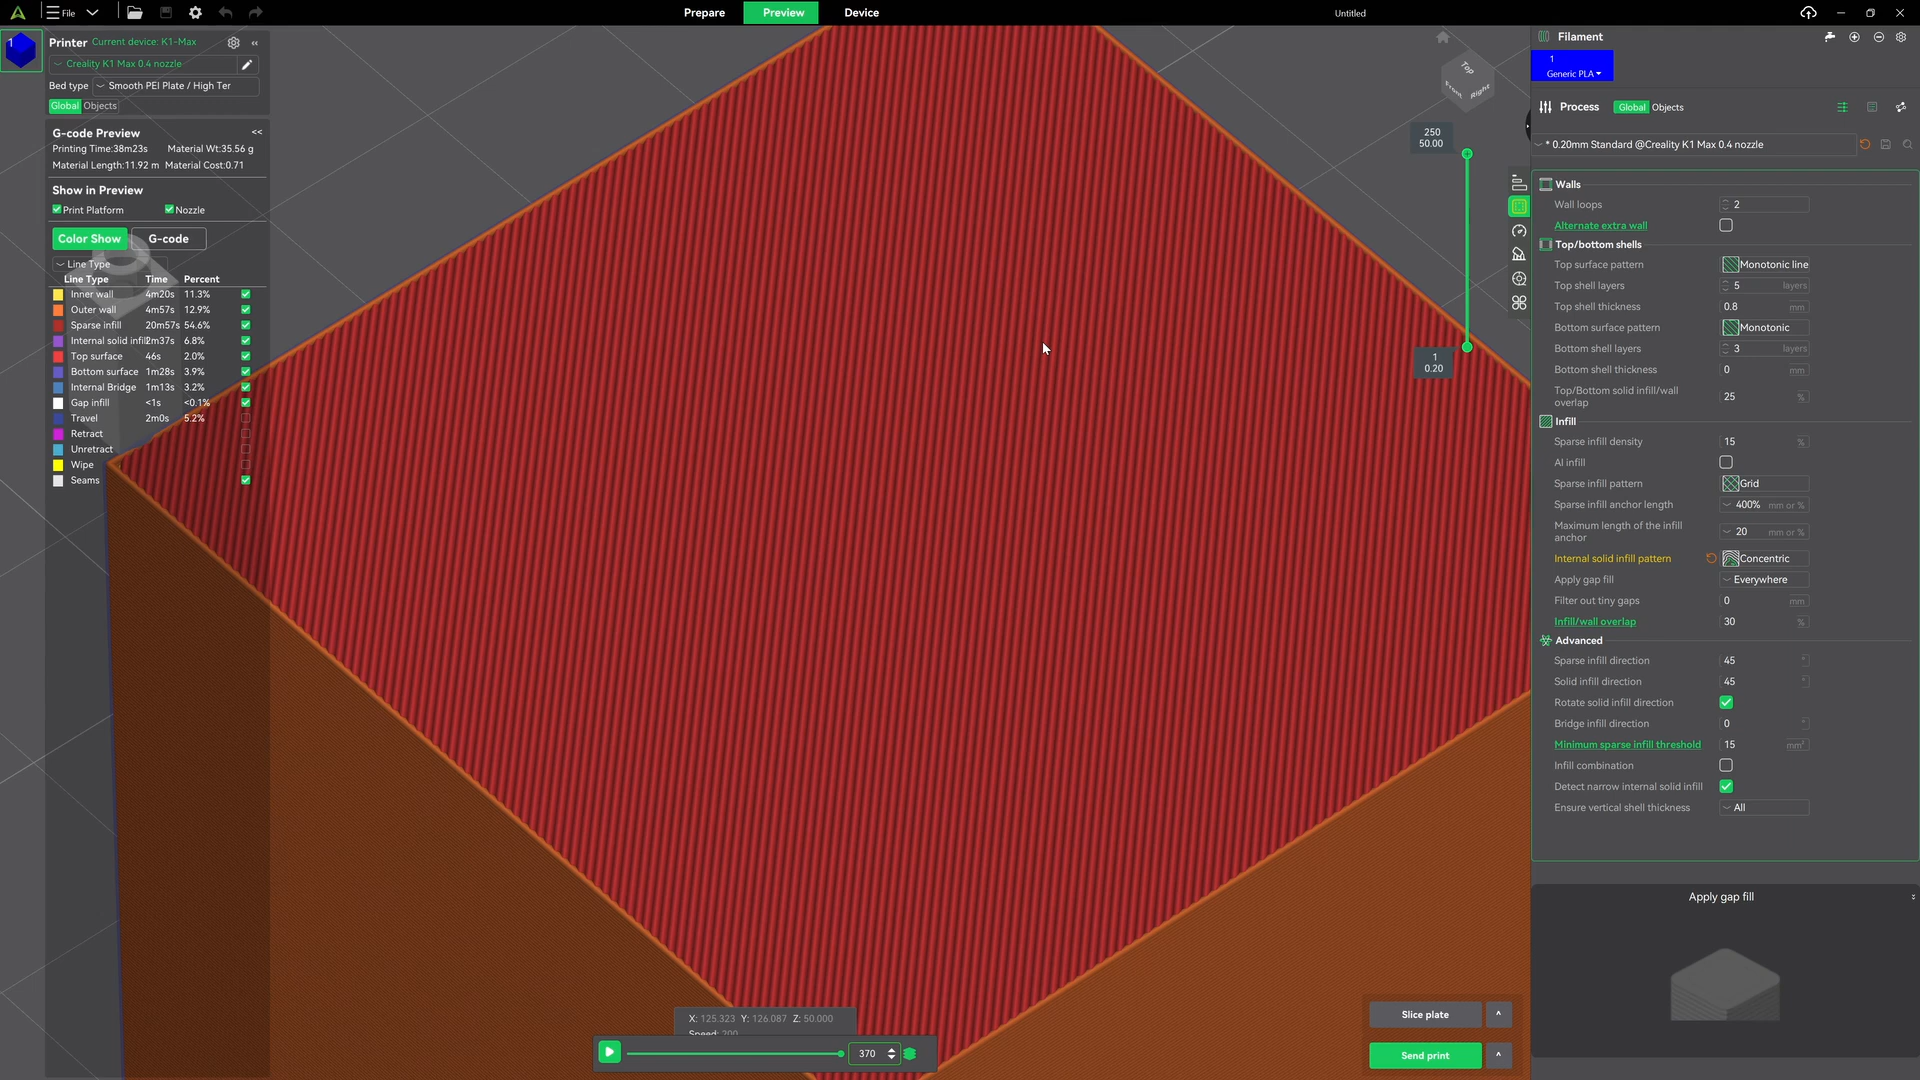 File
Prepare
Preview
Device
Untitled
1
Printer
Current device: K1-Max
Creality K1 Max 0.4 nozzle
Bed type
Smooth PEI Plate / High Ter
Global
Objects
G-code Preview
<<
Printing Time:38m23s
Material Wt:35.56 g
Material Length:11.92 m
Material Cost:0.71
Show in Preview
Print Platform
Nozzle
Color Show
G-code
Line Type
Line Type Time Percent
Inner wall 4m20s 11.3%
Outer wall 4m57s 12.9%
Sparse infill 20m57s 54.6%
Internal solid infill 2m37s 6.8%
Top surface 46s 2.0%
Bottom surface 1m28s 3.9%
Internal Bridge 1m13s 3.2%
Gap infill <1s <0.1%
Travel 2m0s 5.2%
Retract
Unretract
Wipe
Seams
Top
Front
Right
250
50.00
1
0.20
X: 125.323 Y: 126.087 Z: 50.000
Speed: 200
370
Slice plate
Send print
Filament
1
Generic PLA
Process
Global
Objects
* 0.20mm Standard @Creality K1 Max 0.4 nozzle
Walls
Wall loops 2
Alternate extra wall
Top/bottom shells
Top surface pattern Monotonic line
Top shell layers 5 layers
Top shell thickness 0.8 mm
Bottom surface pattern Monotonic
Bottom shell layers 3 layers
Bottom shell thickness 0 mm
Top/Bottom solid infill/wall
overlap 25 %
Infill
Sparse infill density 15 %
AI infill
Sparse infill pattern Grid
Sparse infill anchor length 400% mm or %
Maximum length of the infill
anchor 20 mm or %
Internal solid infill pattern Concentric
Apply gap fill Everywhere
Filter out tiny gaps 0 mm
Infill/wall overlap 30 %
Advanced
Sparse infill direction 45 °
Solid infill direction 45 °
Rotate solid infill direction
Bridge infill direction 0 °
Minimum sparse infill threshold 15 mm²
Infill combination
Detect narrow internal solid infill
Ensure vertical shell thickness All
Apply gap fill